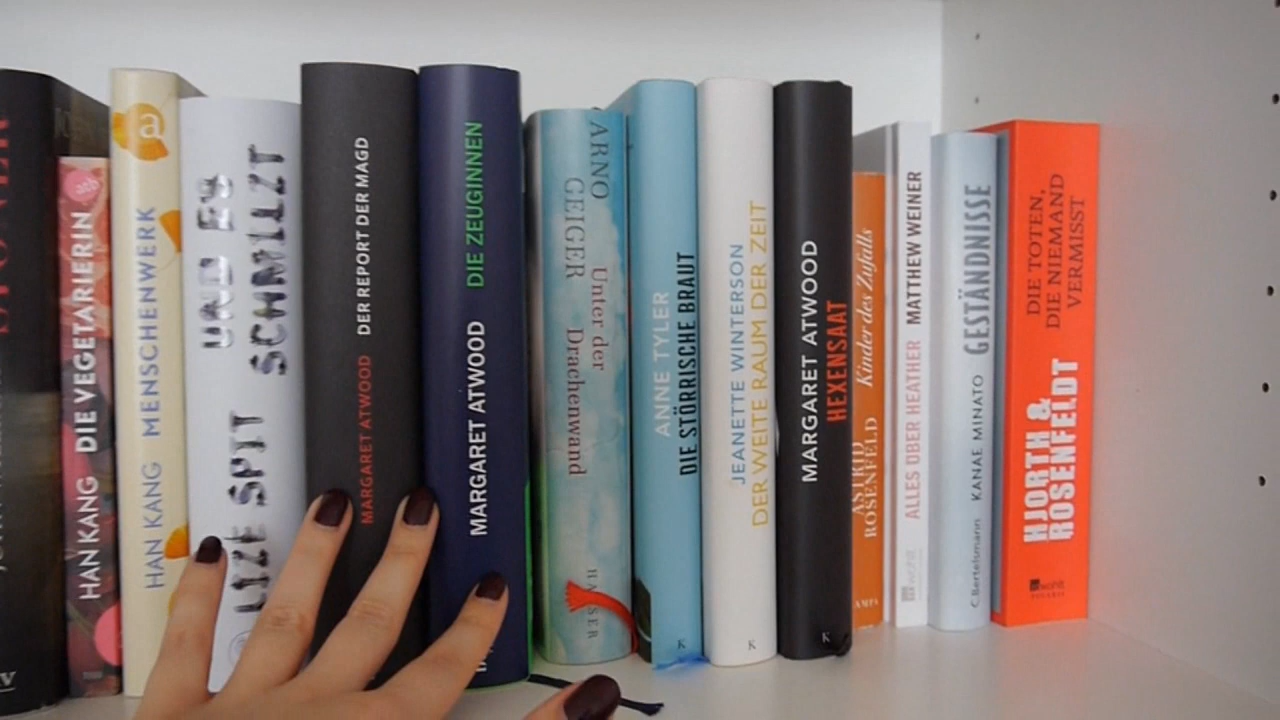 HAN KANG DIE VEGETARIERIN
atb
HAN KANG MENSCHENWERK
a
LIZE SPIT UND ES
SCHMILZT
MARGARET ATWOOD DER REPORT DER MAGD
MARGARET ATWOOD DIE ZEUGINNEN
ARNO
GEIGER
Unter der
Drachenwand
HANSER
ANNE TYLER
DIE STÖRRISCHE BRAUT
K
JEANETTE WINTERSON
DER WEITE RAUM DER ZEIT
K
MARGARET ATWOOD
HEXENSAAT
K
ASTRID
ROSENFELD
Kinder des Zufalls
ALLES ÜBER HEATHER MATTHEW WEINER
C.Bertelsmann KANAE MINATO GESTÄNDNISSE
HJORTH &
ROSENFELDT
DIE TOTEN,
DIE NIEMAND
VERMISST